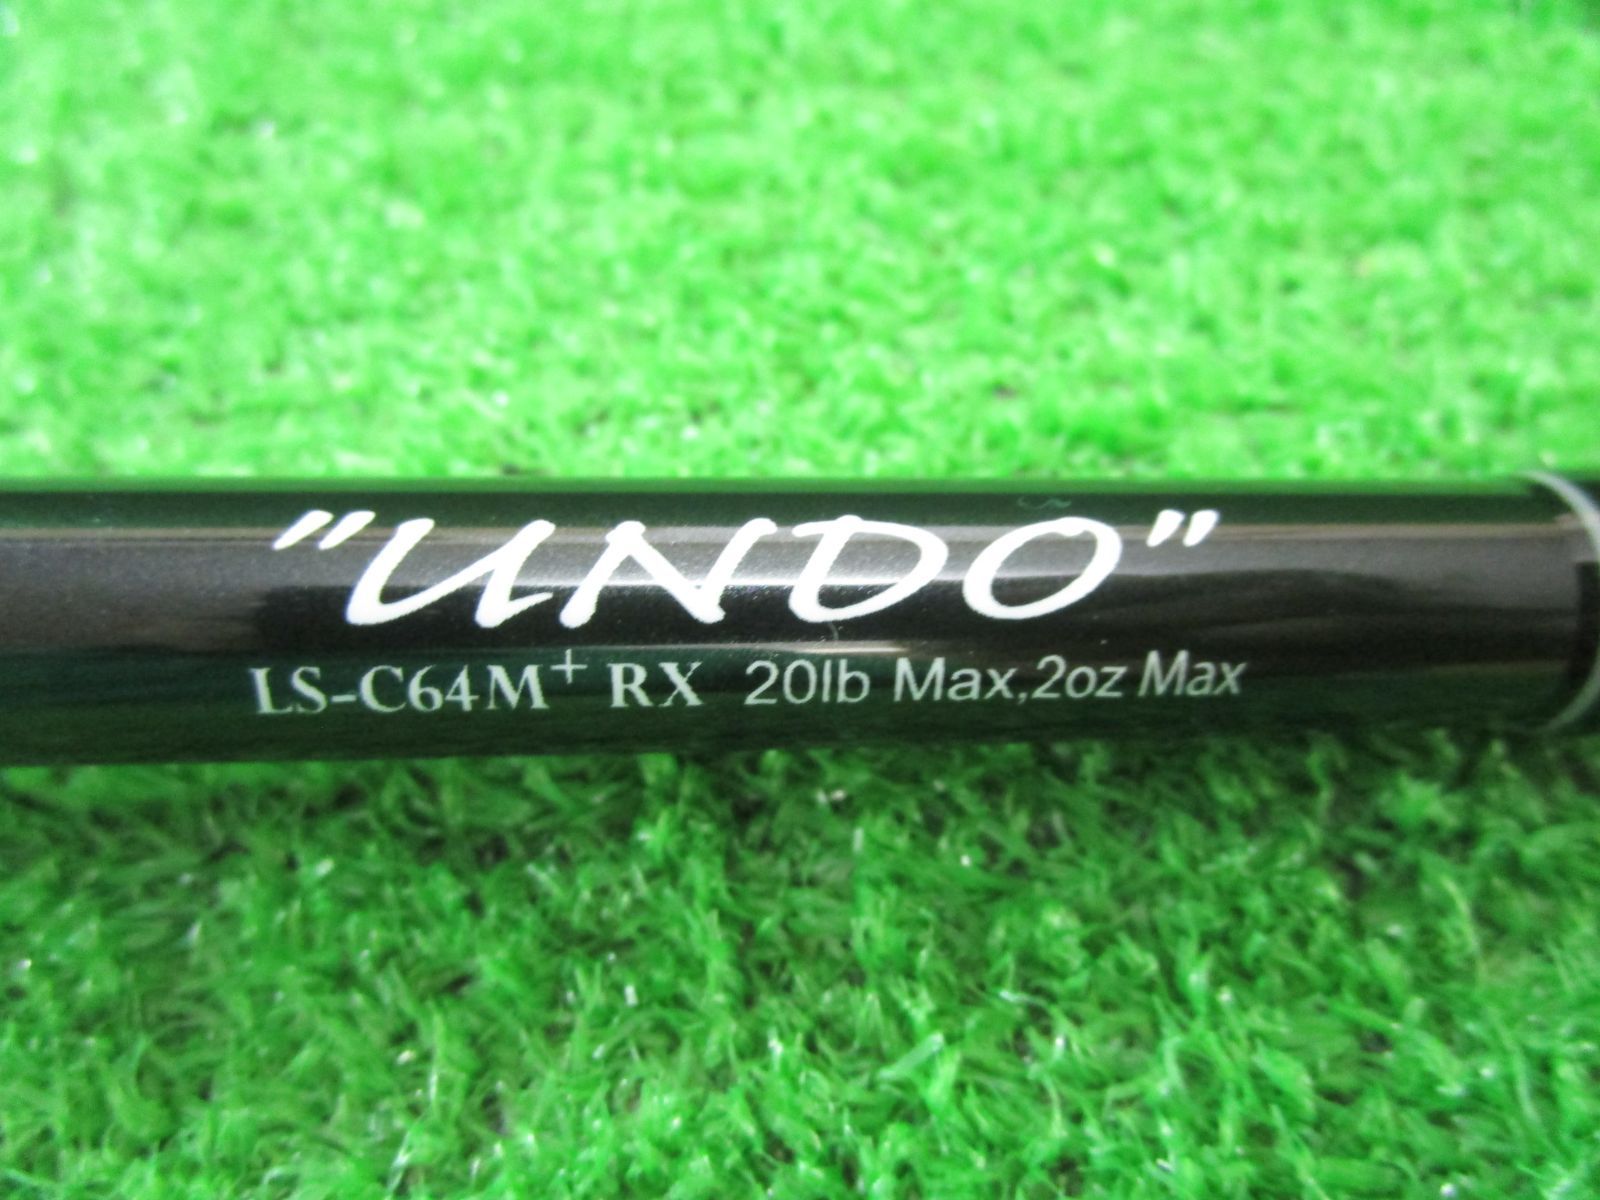 "UNDO"
LS-C64M+ RX 20lb Max,2oz Max